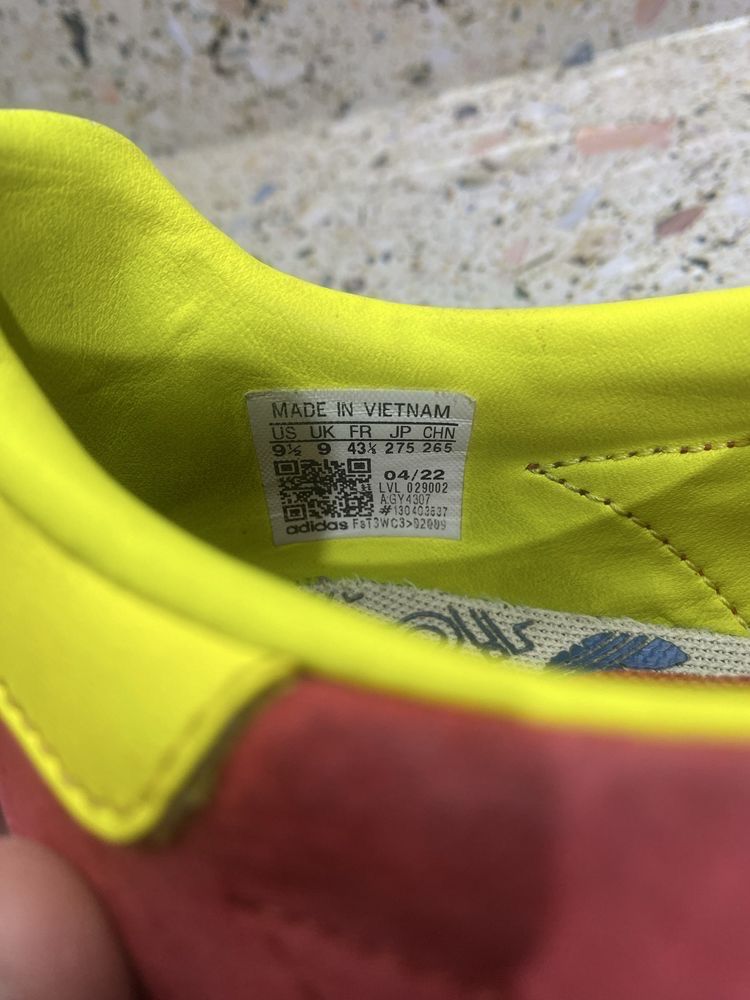 MADE IN VIETNAM
US UK FR JP CHN
9½ 9 43⅓ 275 265
04/22
LVL 029002
AGY4307
adidas